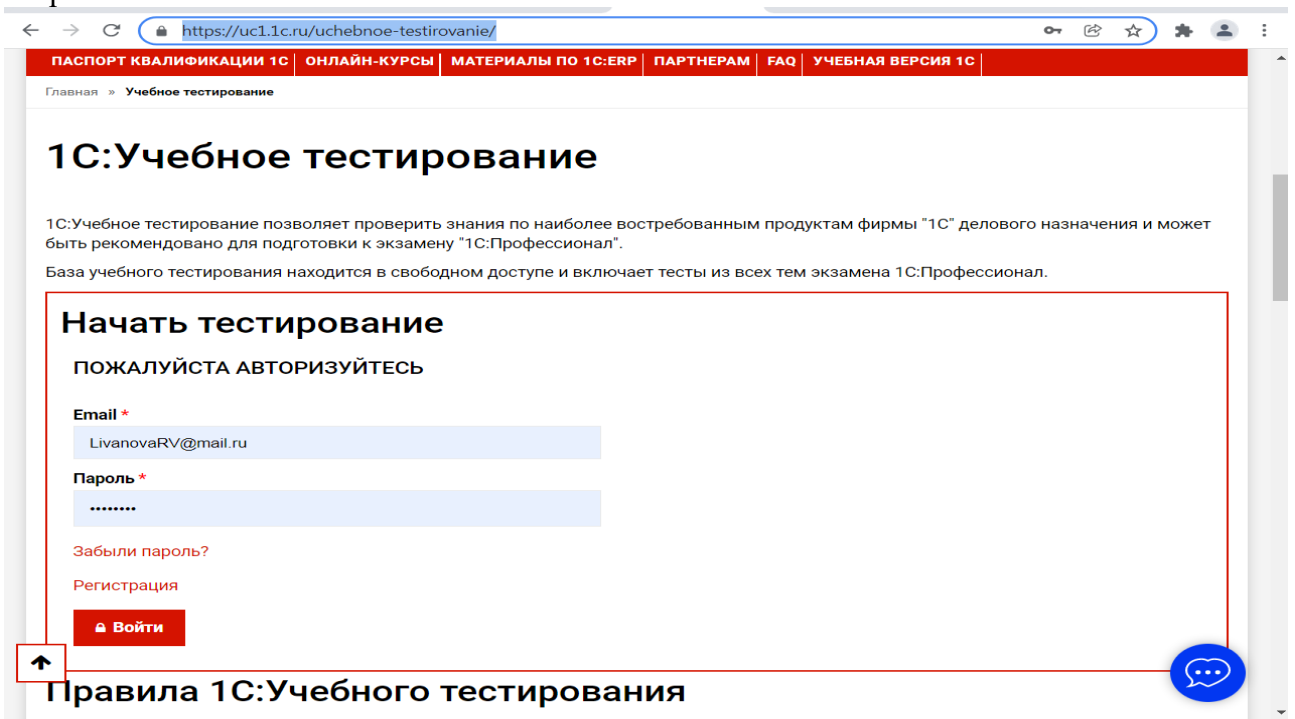 https://uc1.1c.ru/uchebnoe-testirovanie/
ПАСПОРТ КВАЛИФИКАЦИИ 1С ОНЛАЙН-КУРСЫ МАТЕРИАЛЫ ПО 1С:ERP ПАРТНЕРАМ FAQ УЧЕБНАЯ ВЕРСИЯ 1С
Главная » Учебное тестирование
1С:Учебное тестирование
1С:Учебное тестирование позволяет проверить знания по наиболее востребованным продуктам фирмы "1С" делового назначения и может
быть рекомендовано для подготовки к экзамену "1С:Профессионал".
База учебного тестирования находится в свободном доступе и включает тесты из всех тем экзамена 1С:Профессионал.
Начать тестирование
ПОЖАЛУЙСТА АВТОРИЗУЙТЕСЬ
Email *
LivanovaRV@mail.ru
Пароль *
••••••••
Забыли пароль?
Регистрация
Войти
Правила 1С:Учебного тестирования